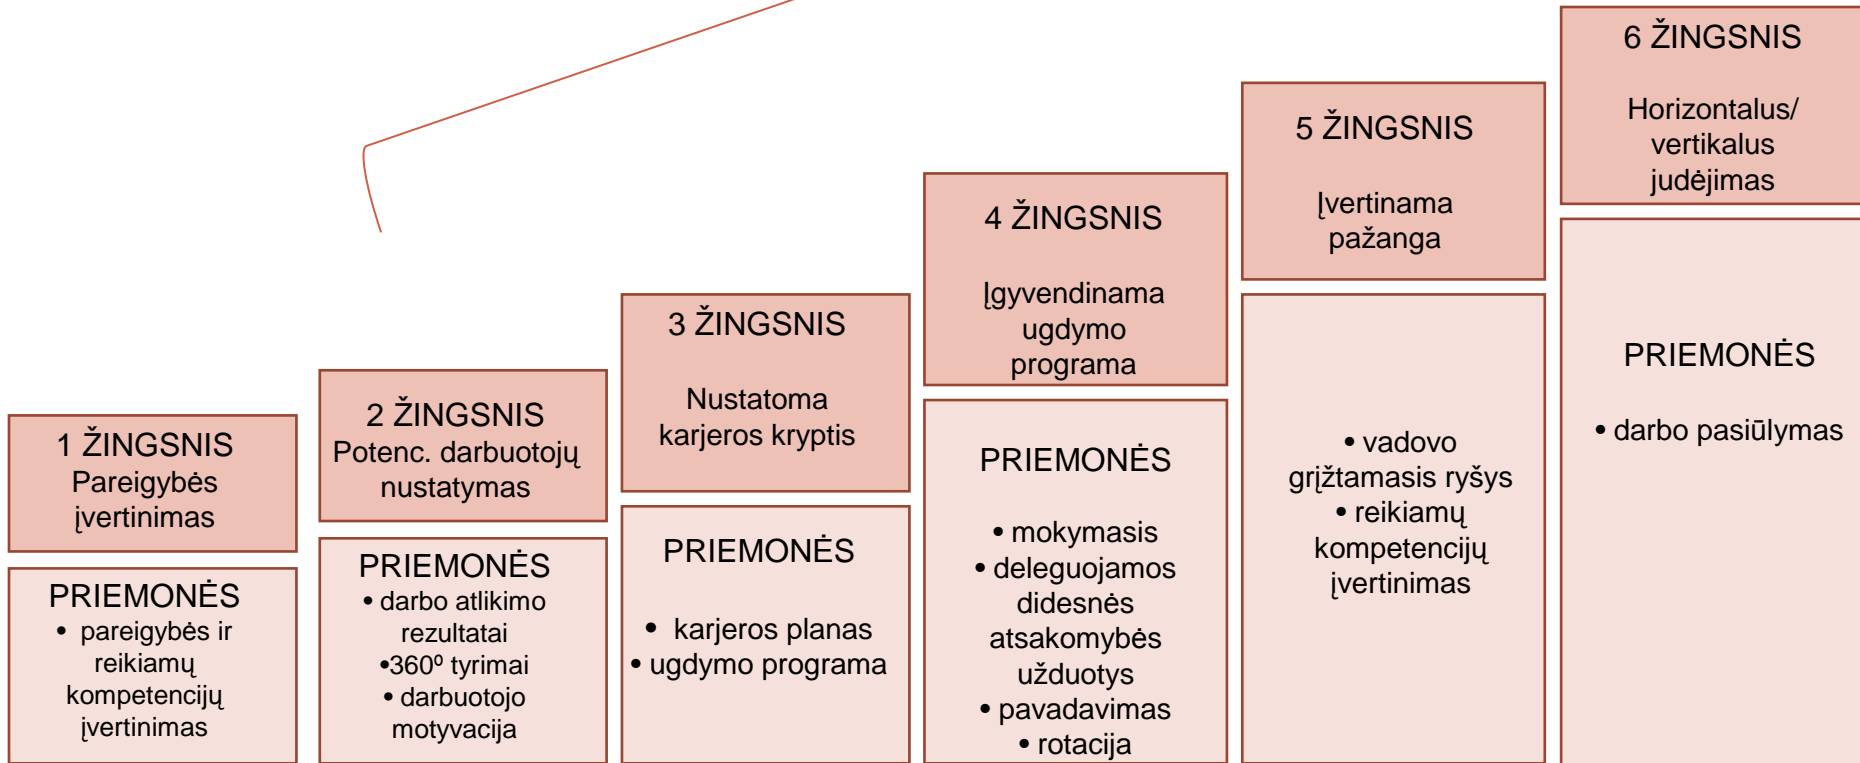 1 ŽINGSNIS
Pareigybės
įvertinimas
PRIEMONĖS
• pareigybės ir
reikiamų
kompetencijų
įvertinimas
2 ŽINGSNIS
Potenc. darbuotojų
nustatymas
PRIEMONĖS
• darbo atlikimo
rezultatai
•360º tyrimai
• darbuotojo
motyvacija
3 ŽINGSNIS
Nustatoma
karjeros kryptis
PRIEMONĖS
• karjeros planas
• ugdymo programa
4 ŽINGSNIS
Įgyvendinama
ugdymo
programa
PRIEMONĖS
• mokymasis
• deleguojamos
didesnės
atsakomybės
užduotys
• pavadavimas
• rotacija
5 ŽINGSNIS
Įvertinama
pažanga
• vadovo
grįžtamasis ryšys
• reikiamų
kompetencijų
įvertinimas
6 ŽINGSNIS
Horizontalus/
vertikalus
judėjimas
PRIEMONĖS
• darbo pasiūlymas